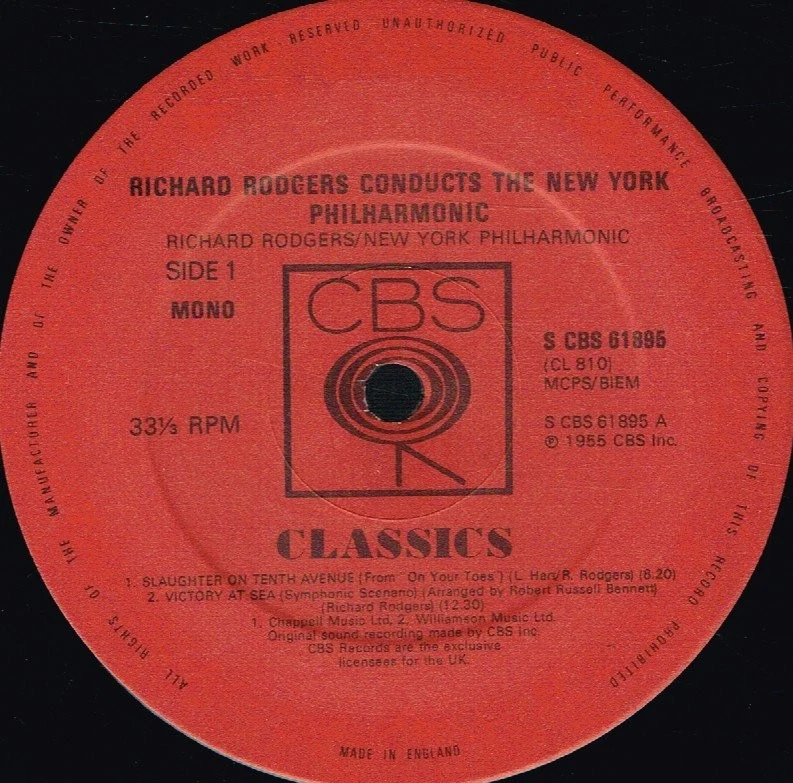 ALL RIGHTS OF THE MANUFACTURER AND OF THE OWNER OF THE RECORDED WORK RESERVED UNAUTHORIZED PUBLIC PERFORMANCE BROADCASTING AND COPYING OF THIS RECORD PROHIBITED
RICHARD RODGERS CONDUCTS THE NEW YORK
PHILHARMONIC
RICHARD RODGERS/NEW YORK PHILHARMONIC
SIDE 1
MONO
CBS
S CBS 61895
(CL 810)
MCPS/BIEM
33⅓ RPM
S CBS 61895 A
℗ 1955 CBS Inc.
CLASSICS
1. SLAUGHTER ON TENTH AVENUE (From "On Your Toes") (L. Hart/R. Rodgers) (8.20)
2. VICTORY AT SEA (Symphonic Scenario) (Arranged by Robert Russell Bennett)
(Richard Rodgers) (12.30)
1. Chappell Music Ltd. 2. Williamson Music Ltd.
Original sound recording made by CBS Inc.
CBS Records are the exclusive
licensees for the UK.
MADE IN ENGLAND